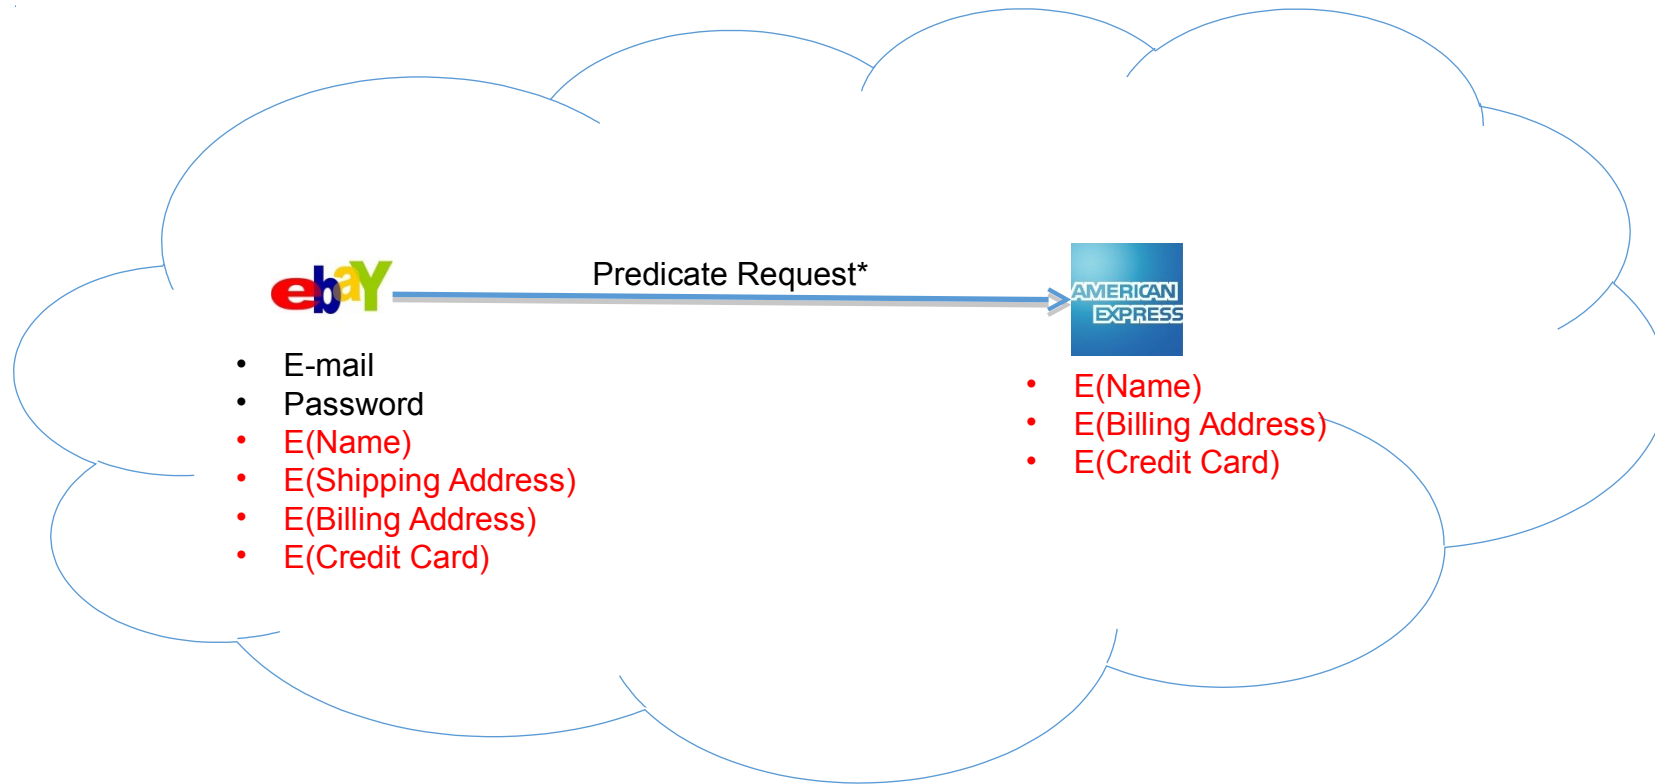 ebaY
Predicate Request*
AMERICAN
EXPRESS
• E-mail
• Password
• E(Name)
• E(Shipping Address)
• E(Billing Address)
• E(Credit Card)
• E(Name)
• E(Billing Address)
• E(Credit Card)